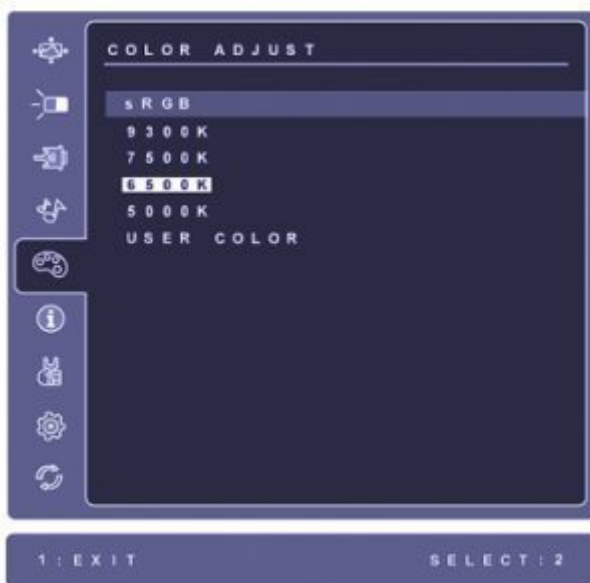 COLOR ADJUST
sRGB
9300K
7500K
6500K
5000K
USER COLOR
1:EXIT SELECT:2